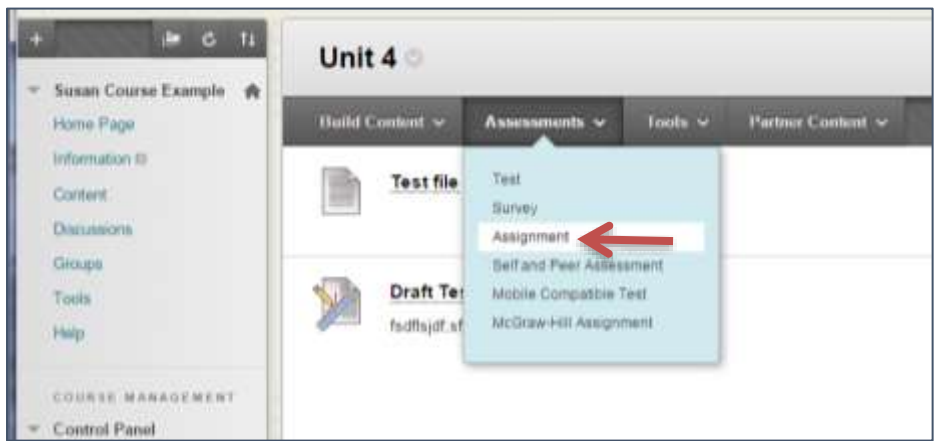 Susan Course Example
Home Page
Information
Content
Discussions
Groups
Tools
Help
COURSE MANAGEMENT
Control Panel
Unit 4
Build Content
Assessments
Tools
Partner Content
Test file
Draft Tes
Test
Survey
Assignment
Self and Peer Assessment
Mobile Compatible Test
McGraw-Hill Assignment